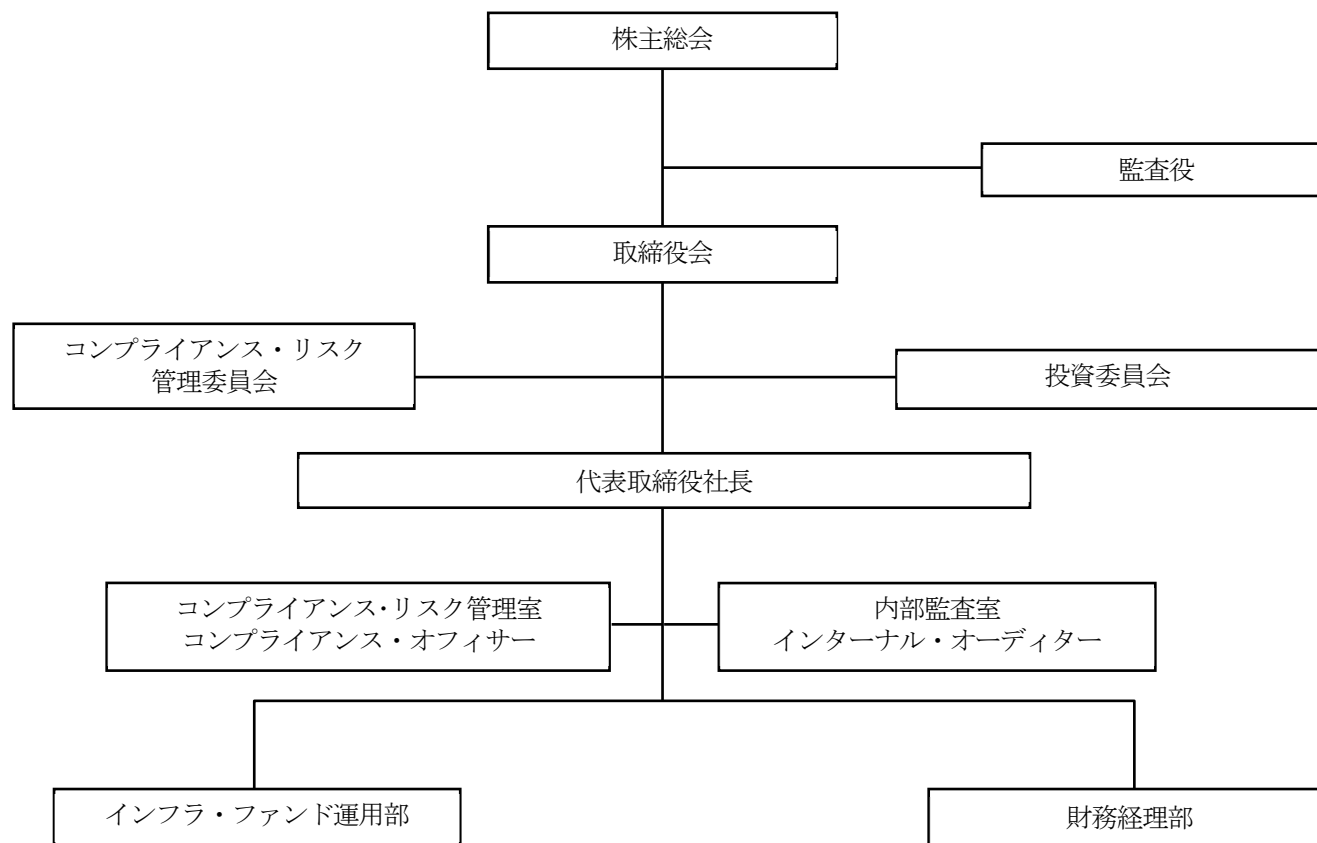 株主総会
監査役
取締役会
コンプライアンス・リスク
管理委員会
投資委員会
代表取締役社長
コンプライアンス・リスク管理室
コンプライアンス・オフィサー
内部監査室
インターナル・オーディター
インフラ・ファンド運用部
財務経理部